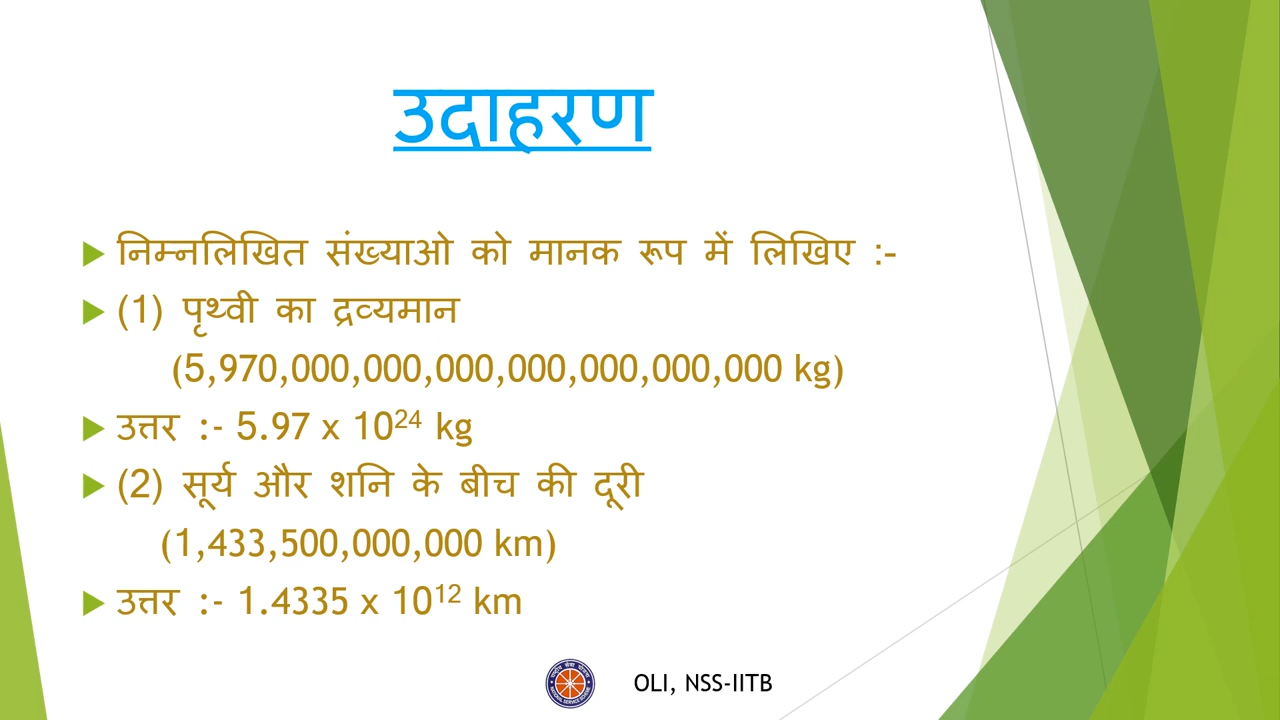 उदाहरण
निम्नलिखित संख्याओ को मानक रूप में लिखिए :-
(1) पृथ्वी का द्रव्यमान
(5,970,000,000,000,000,000,000,000 kg)
उत्तर :- 5.97 x 10²⁴ kg
(2) सूर्य और शनि के बीच की दूरी
(1,433,500,000,000 km)
उत्तर :- 1.4335 x 10¹² km
OLI, NSS-IITB